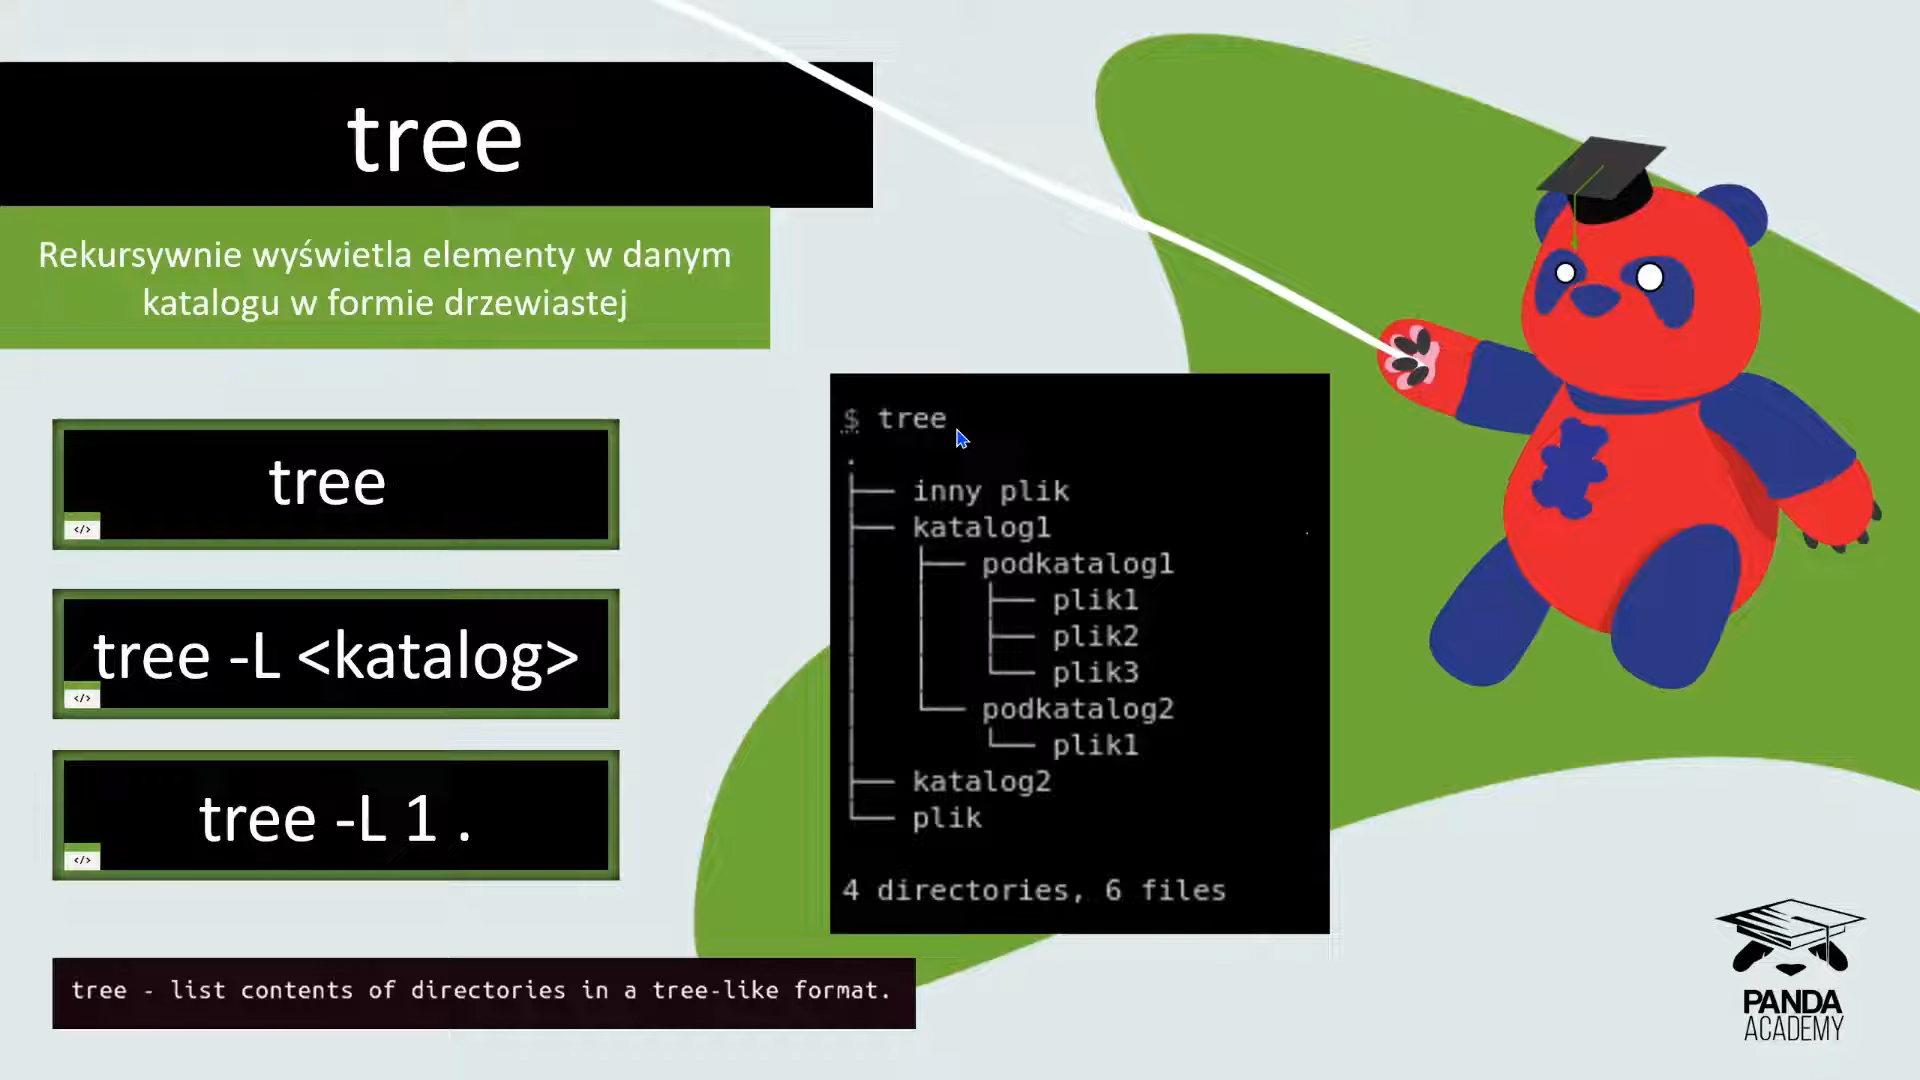 tree
Rekursywnie wyświetla elementy w danym
katalogu w formie drzewiastej
tree
</>
tree -L <katalog>
</>
tree -L 1 .
</>
$ tree
.
├── inny plik
├── katalog1
│   ├── podkatalog1
│   │   ├── plik1
│   │   ├── plik2
│   │   └── plik3
│   └── podkatalog2
│       └── plik1
├── katalog2
└── plik
4 directories, 6 files
tree - list contents of directories in a tree-like format.
PANDA
ACADEMY